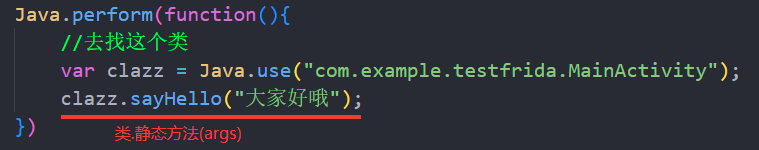 Java.perform(function(){
//去找这个类
var clazz = Java.use("com.example.testfrida.MainActivity");
clazz.sayHello("大家好哦");
})
类.静态方法(args)